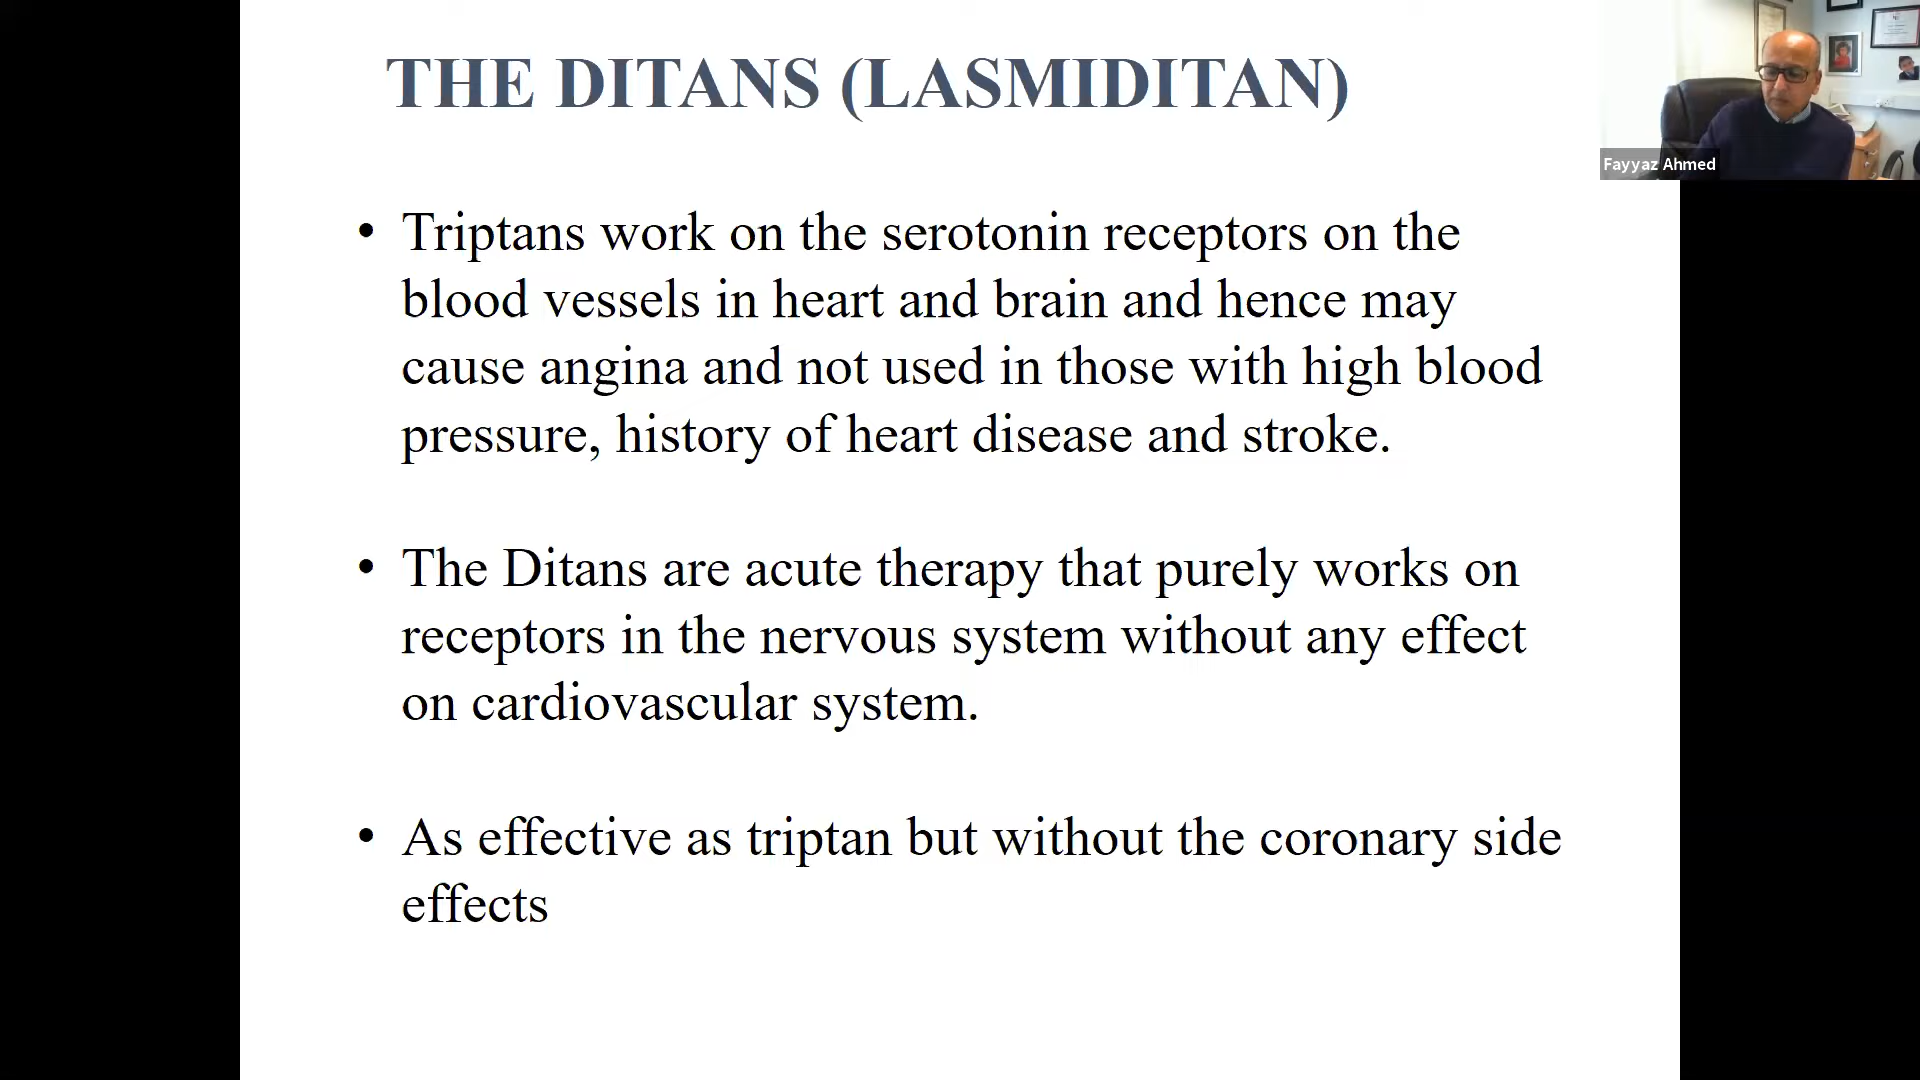 THE DITANS (LASMIDITAN)
Fayyaz Ahmed
• Triptans work on the serotonin receptors on the
blood vessels in heart and brain and hence may
cause angina and not used in those with high blood
pressure, history of heart disease and stroke.
• The Ditans are acute therapy that purely works on
receptors in the nervous system without any effect
on cardiovascular system.
• As effective as triptan but without the coronary side
effects